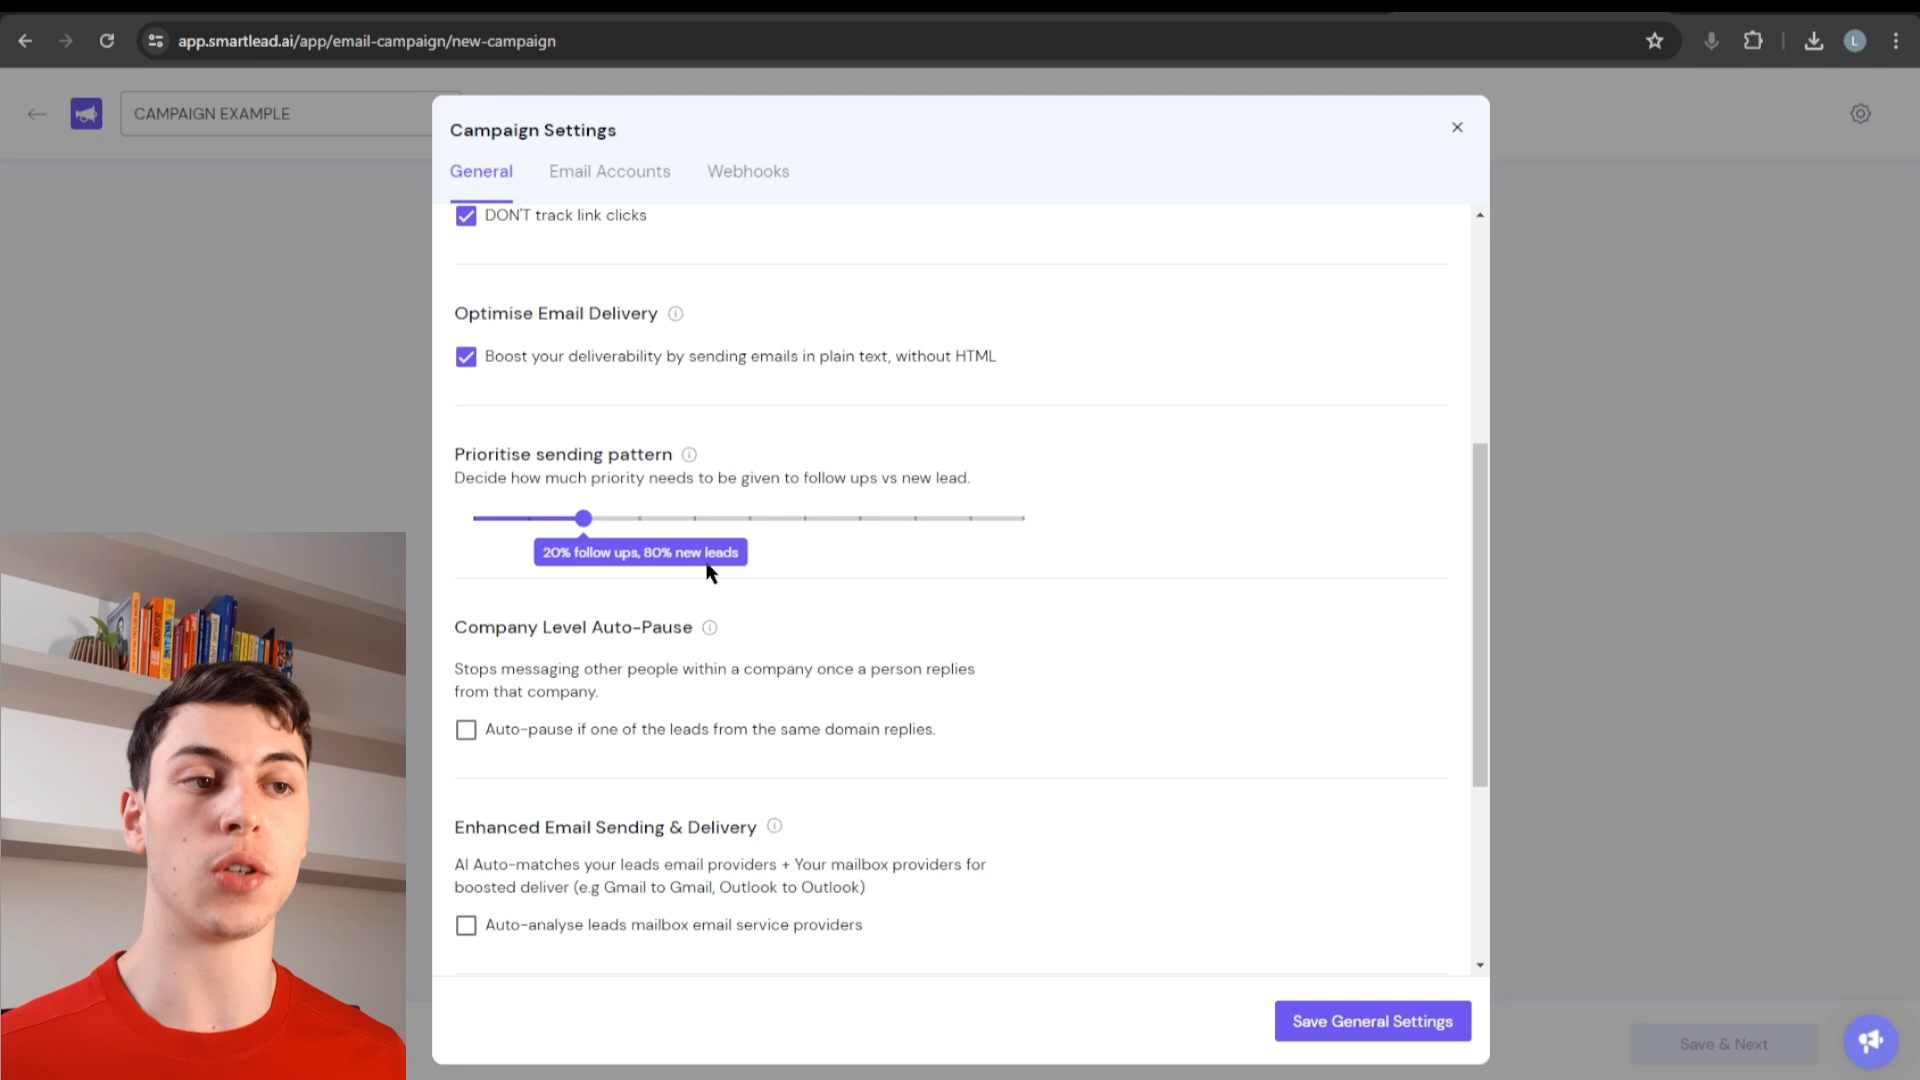 app.smartlead.ai/app/email-campaign/new-campaign
L
CAMPAIGN EXAMPLE
Campaign Settings
General Email Accounts Webhooks
DON'T track link clicks
Optimise Email Delivery
Boost your deliverability by sending emails in plain text, without HTML
Prioritise sending pattern
Decide how much priority needs to be given to follow ups vs new lead.
20% follow ups, 80% new leads
Company Level Auto-Pause
Stops messaging other people within a company once a person replies
from that company.
Auto-pause if one of the leads from the same domain replies.
Enhanced Email Sending & Delivery
AI Auto-matches your leads email providers + Your mailbox providers for
boosted deliver (e.g Gmail to Gmail, Outlook to Outlook)
Auto-analyse leads mailbox email service providers
Save General Settings
Save & Next